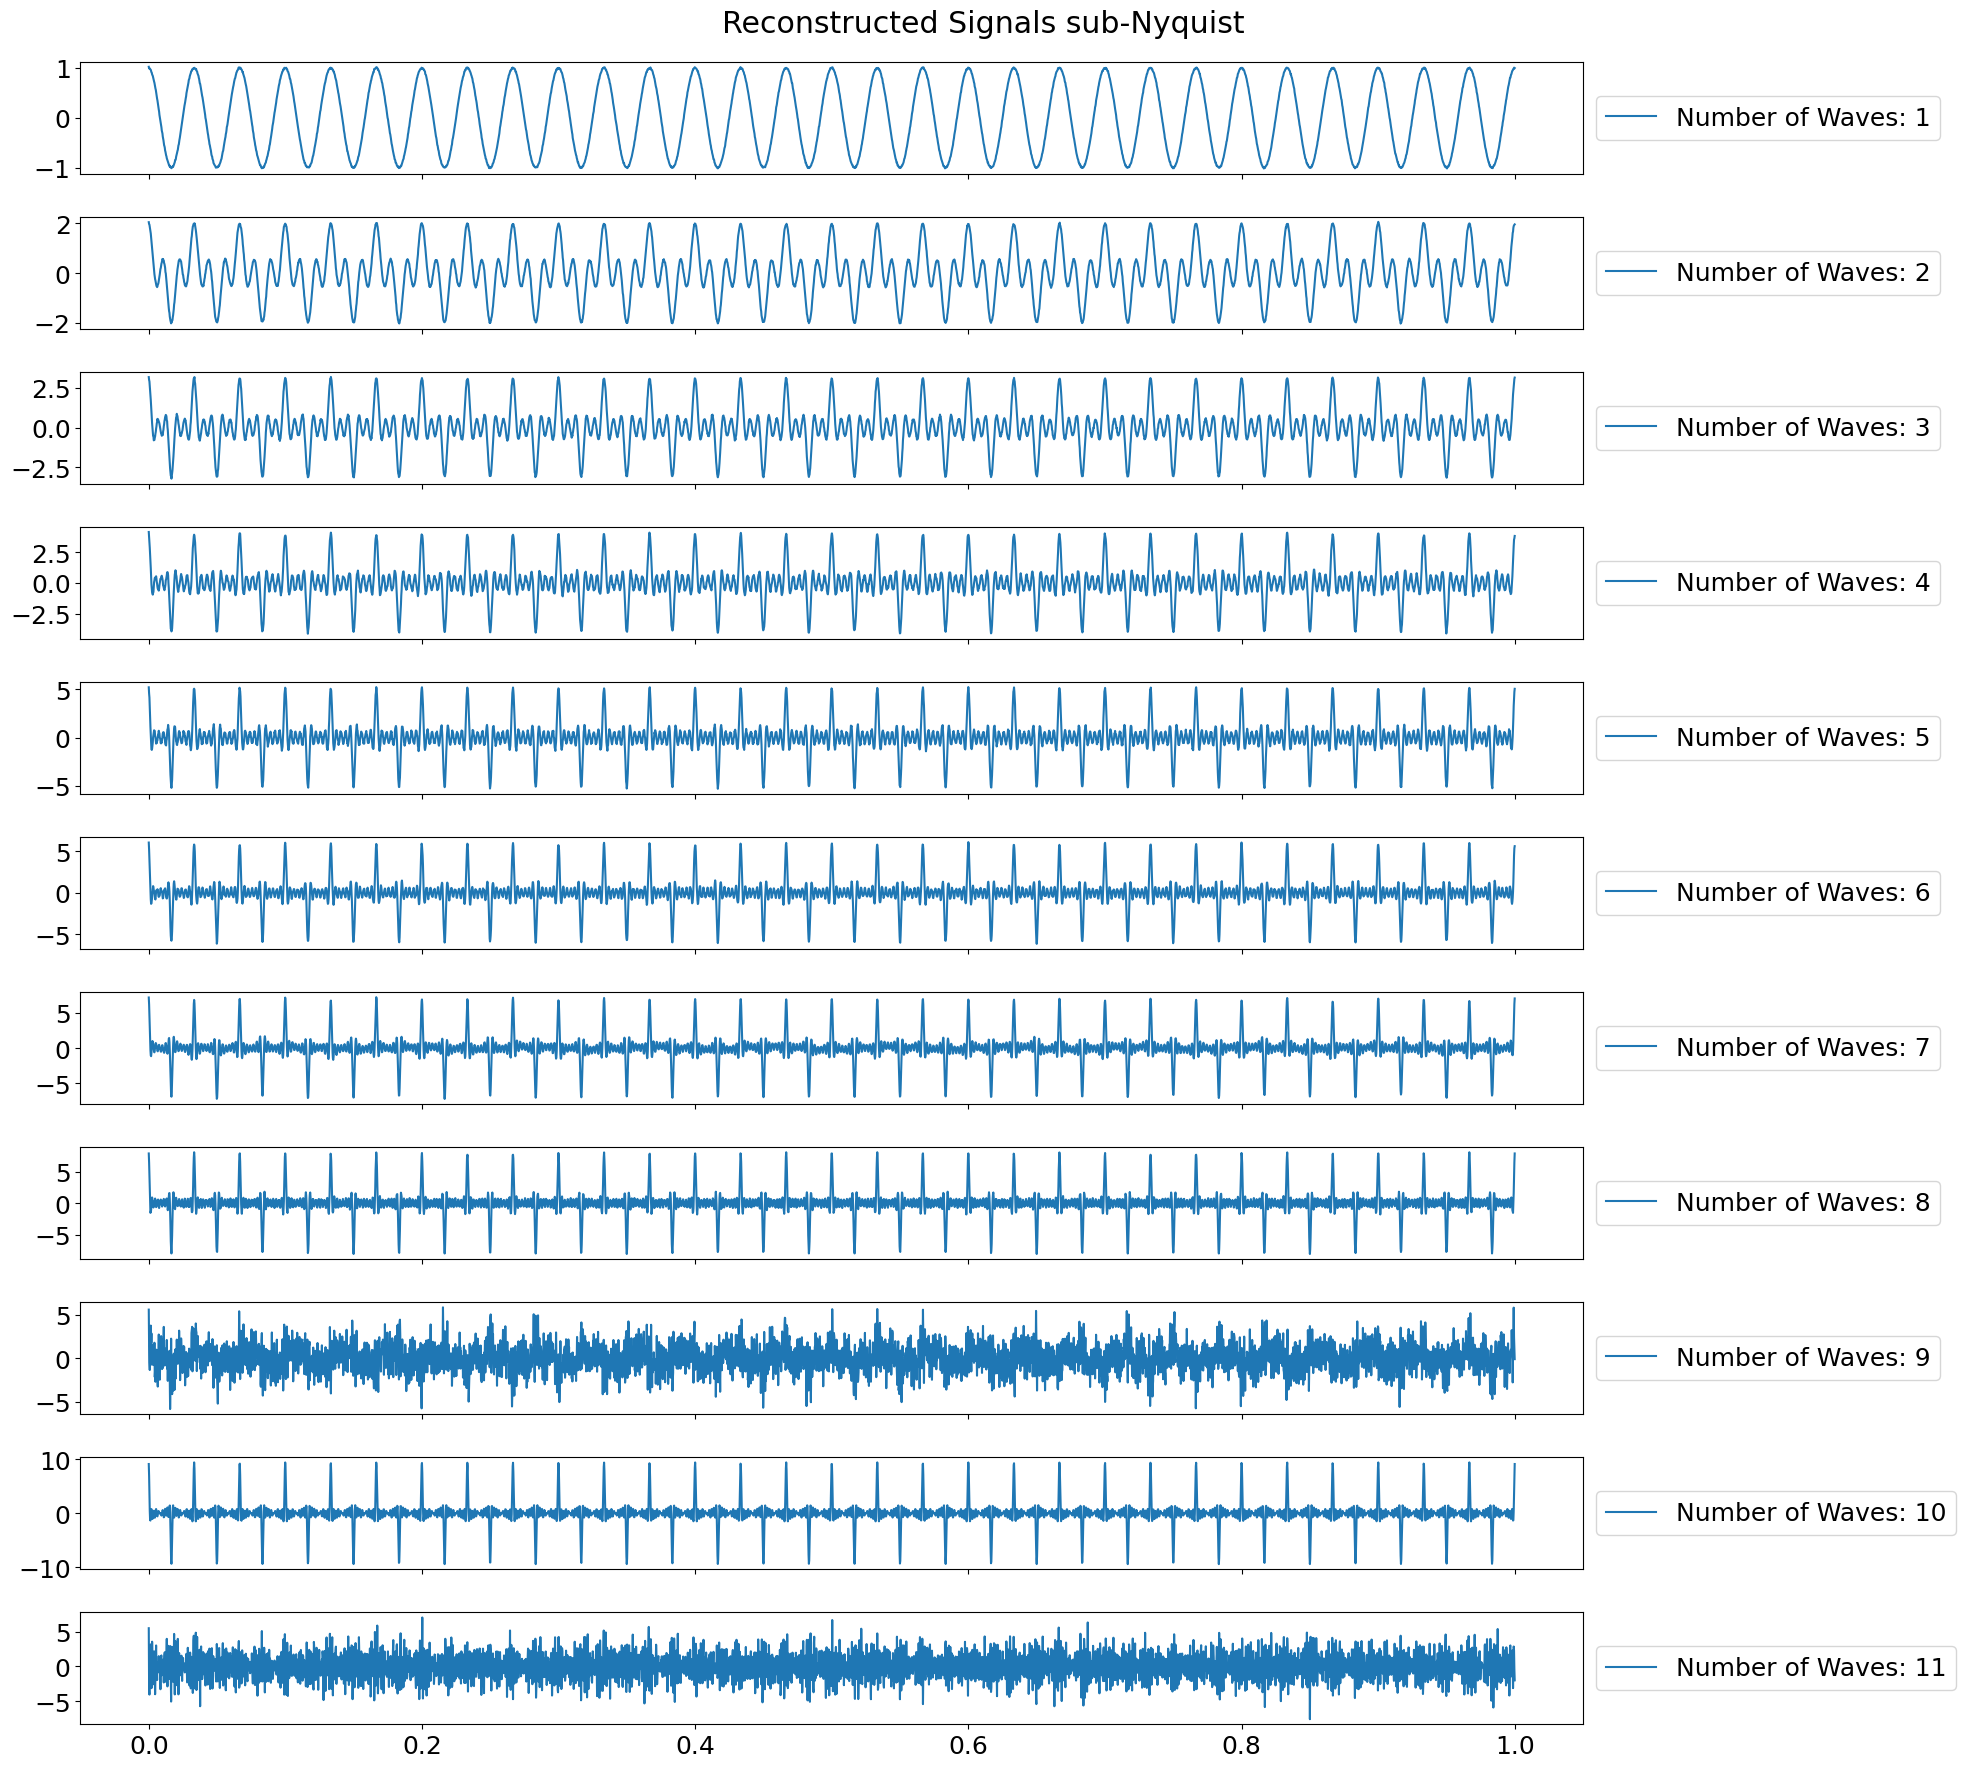 Reconstructed Signals sub-Nyquist
1
0
−1
Number of Waves: 1
2
0
−2
Number of Waves: 2
2.5
0.0
−2.5
Number of Waves: 3
2.5
0.0
−2.5
Number of Waves: 4
5
0
−5
Number of Waves: 5
5
0
−5
Number of Waves: 6
5
0
−5
Number of Waves: 7
5
0
−5
Number of Waves: 8
5
0
−5
Number of Waves: 9
10
0
−10
Number of Waves: 10
5
0
−5
Number of Waves: 11
0.0 0.2 0.4 0.6 0.8 1.0